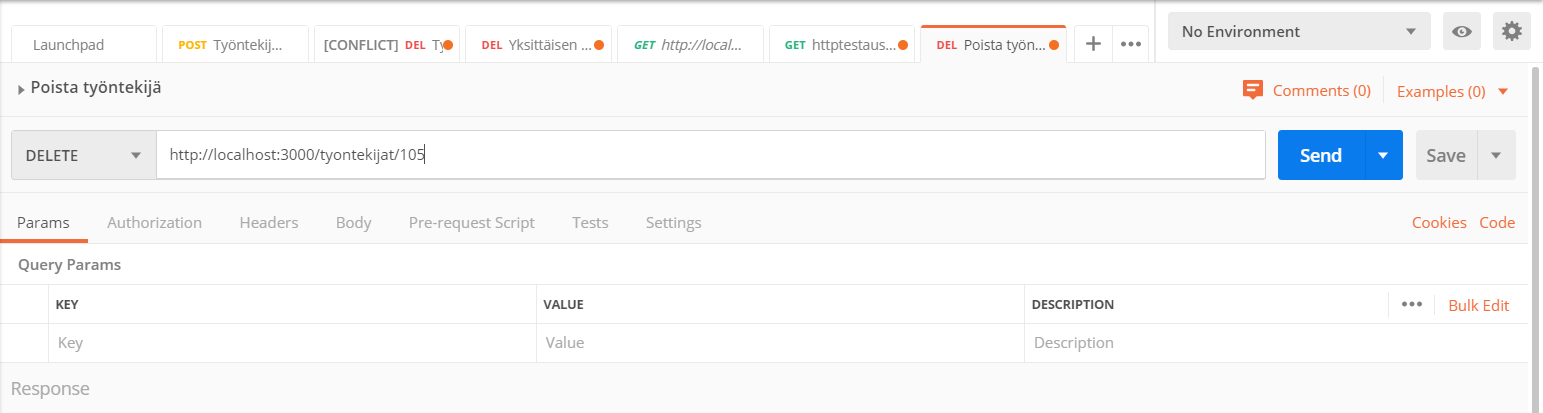 Launchpad POST Työntekij... [CONFLICT] DEL Ty DEL Yksittäisen ... GET http://local... GET httptestaus... DEL Poista työn... No Environment
Poista työntekijä Comments (0) Examples (0)
DELETE http://localhost:3000/tyontekijat/105 Send Save
Params Authorization Headers Body Pre-request Script Tests Settings Cookies Code
Query Params
KEY VALUE DESCRIPTION Bulk Edit
Key Value Description
Response